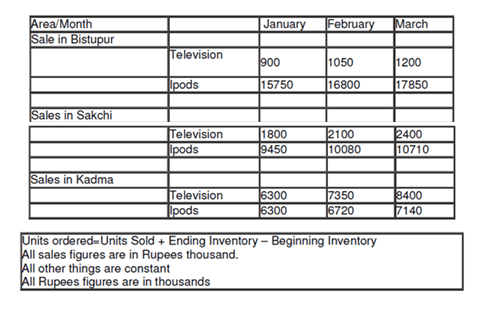 Area/Month January February March
Sale in Bistupur
Television 900 1050 1200
Ipods 15750 16800 17850
Sales in Sakchi
Television 1800 2100 2400
Ipods 9450 10080 10710
Sales in Kadma
Television 6300 7350 8400
Ipods 6300 6720 7140
Units ordered=Units Sold + Ending Inventory – Beginning Inventory
All sales figures are in Rupees thousand.
All other things are constant
All Rupees figures are in thousands